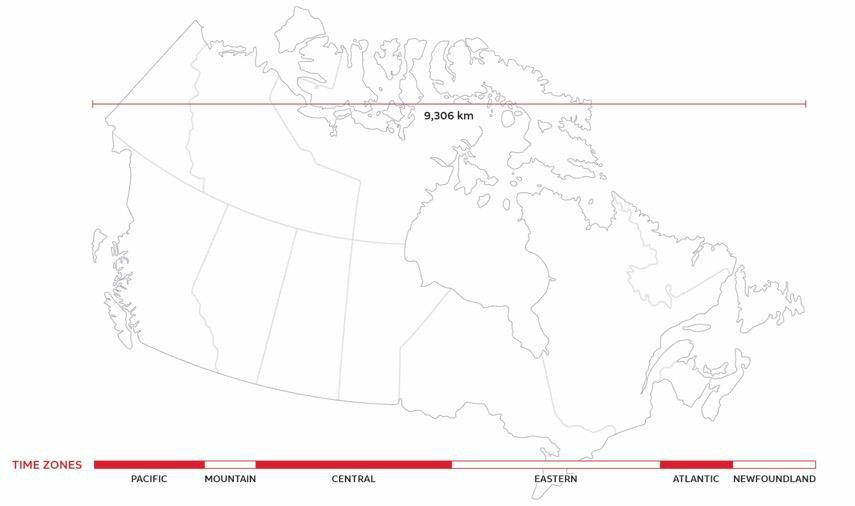 9,306 km
TIME ZONES
PACIFIC
MOUNTAIN
CENTRAL
EASTERN
ATLANTIC
NEWFOUNDLAND